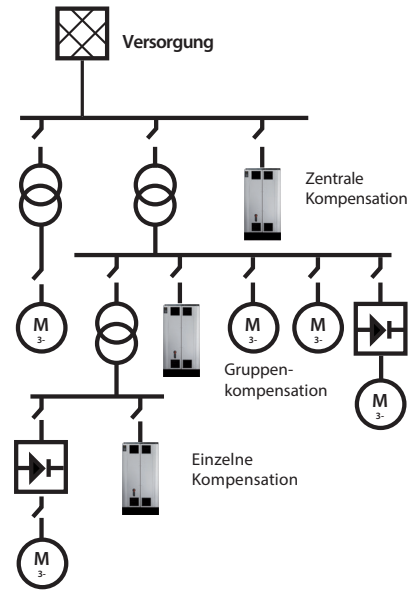 Versorgung
Zentrale
Kompensation
M
3-
M
3-
M
3-
Gruppen-
kompensation
M
3-
Einzelne
Kompensation
M
3-